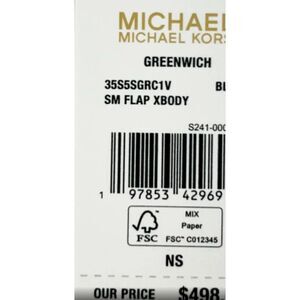 MICHAEL
MICHAEL KORS
GREENWICH
35S5SGRC1V
SM FLAP XBODY
S241-000
1 97853 42969
MIX
Paper
FSC
FSC™ C012345
NS
OUR PRICE $498